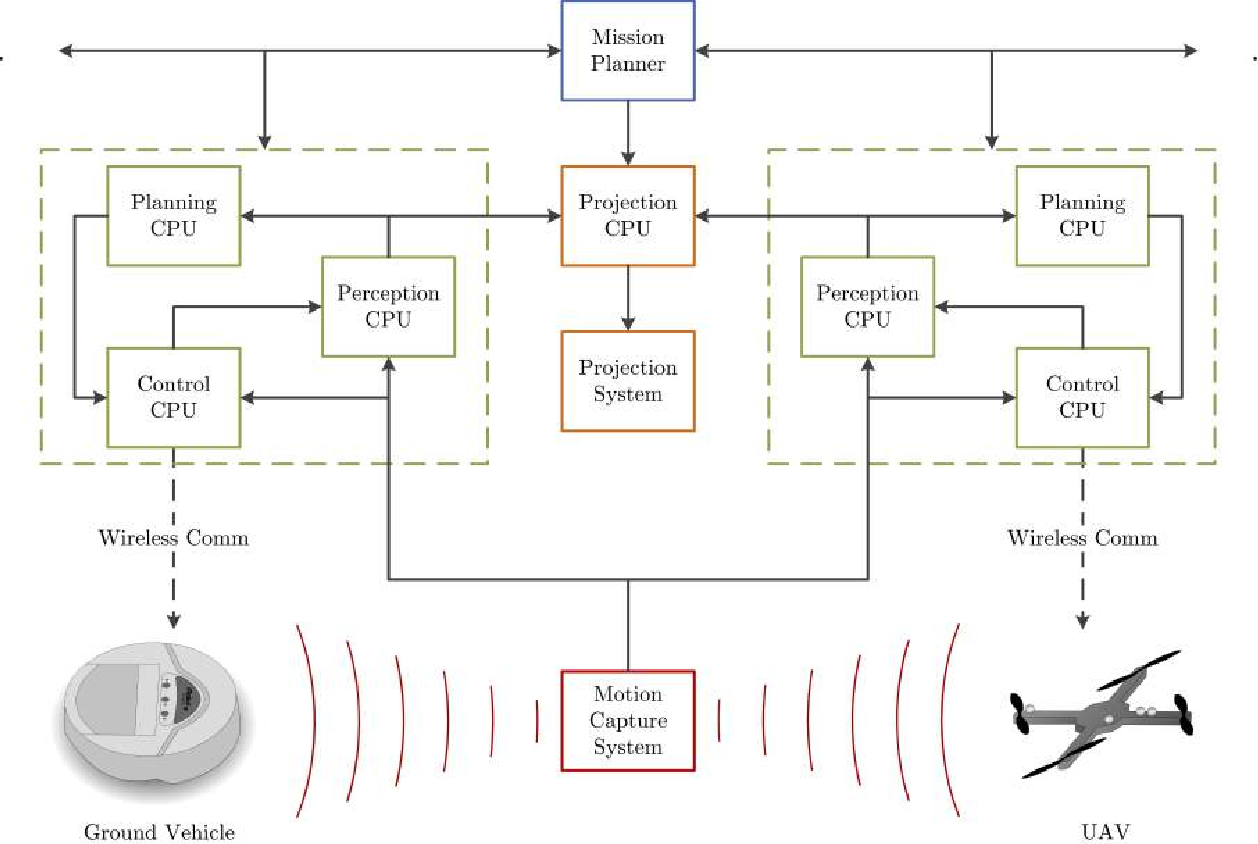 Mission
Planner
Planning
CPU
Projection
CPU
Planning
CPU
Perception
CPU
Perception
CPU
Control
CPU
Projection
System
Control
CPU
Wireless Comm
Wireless Comm
Motion
Capture
System
Ground Vehicle
UAV